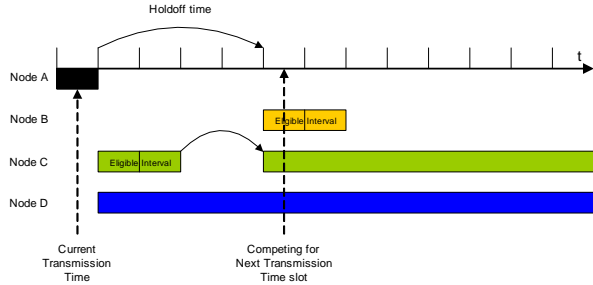 Holdoff time
t
Node A
Node B
Eligible Interval
Node C
Eligible Interval
Node D
Current
Transmission
Time
Competing for
Next Transmission
Time slot